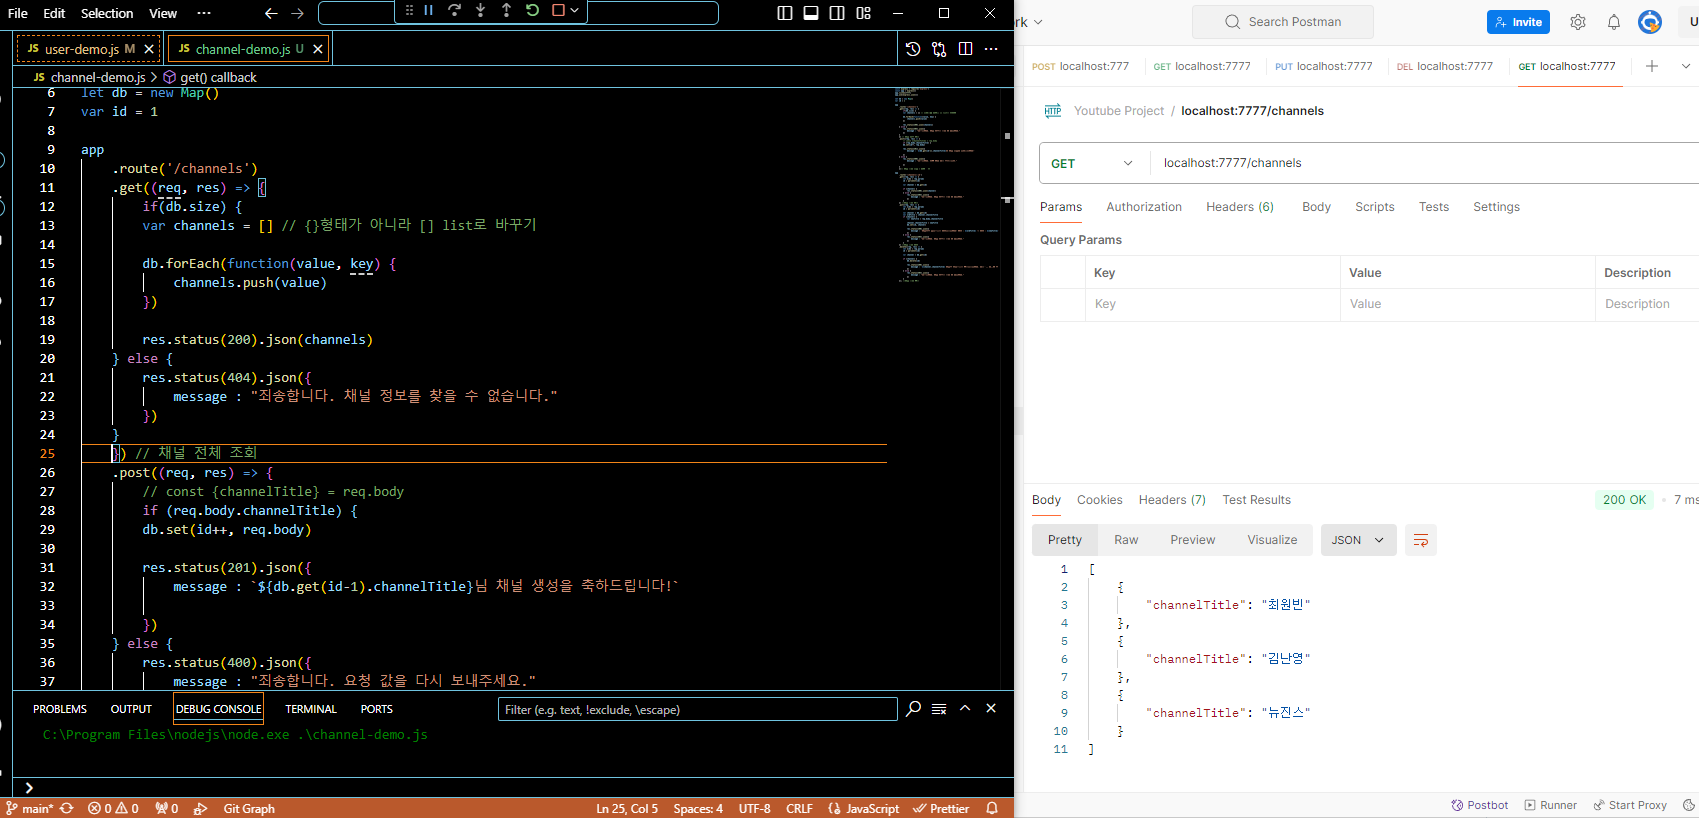 File Edit Selection View ···
JS user-demo.js M
JS channel-demo.js U
JS channel-demo.js > get() callback
6 let db = new Map()
7 var id = 1
8
9 app
10 .route('/channels')
11 .get((req, res) => {
12 if(db.size) {
13 var channels = [] // {}형태가 아니라 [] list로 바꾸기
14
15 db.forEach(function(value, key) {
16 channels.push(value)
17 })
18
19 res.status(200).json(channels)
20 } else {
21 res.status(404).json({
22 message : "죄송합니다. 채널 정보를 찾을 수 없습니다."
23 })
24 }
25 }) // 채널 전체 조회
26 .post((req, res) => {
27 // const {channelTitle} = req.body
28 if (req.body.channelTitle) {
29 db.set(id++, req.body)
30
31 res.status(201).json({
32 message : `${db.get(id-1).channelTitle}님 채널 생성을 축하드립니다!`
33
34 })
35 } else {
36 res.status(400).json({
37 message : "죄송합니다. 요청 값을 다시 보내주세요."
PROBLEMS OUTPUT DEBUG CONSOLE TERMINAL PORTS
Filter (e.g. text, !exclude, \escape)
C:\Program Files\nodejs\node.exe .\channel-demo.js
main* 0 0 0 Git Graph Ln 25, Col 5 Spaces: 4 UTF-8 CRLF JavaScript Prettier
rk Search Postman Invite U
POST localhost:777 GET localhost:7777 PUT localhost:7777 DEL localhost:7777 GET localhost:7777
HTTP Youtube Project / localhost:7777/channels
GET localhost:7777/channels
Params Authorization Headers (6) Body Scripts Tests Settings
Query Params
Key Value Description
Key Value Description
Body Cookies Headers (7) Test Results 200 OK 7 ms
Pretty Raw Preview Visualize JSON
1 [
2 {
3 "channelTitle": "최원빈"
4 },
5 {
6 "channelTitle": "김난영"
7 },
8 {
9 "channelTitle": "뉴진스"
10 }
11 ]
Postbot Runner Start Proxy